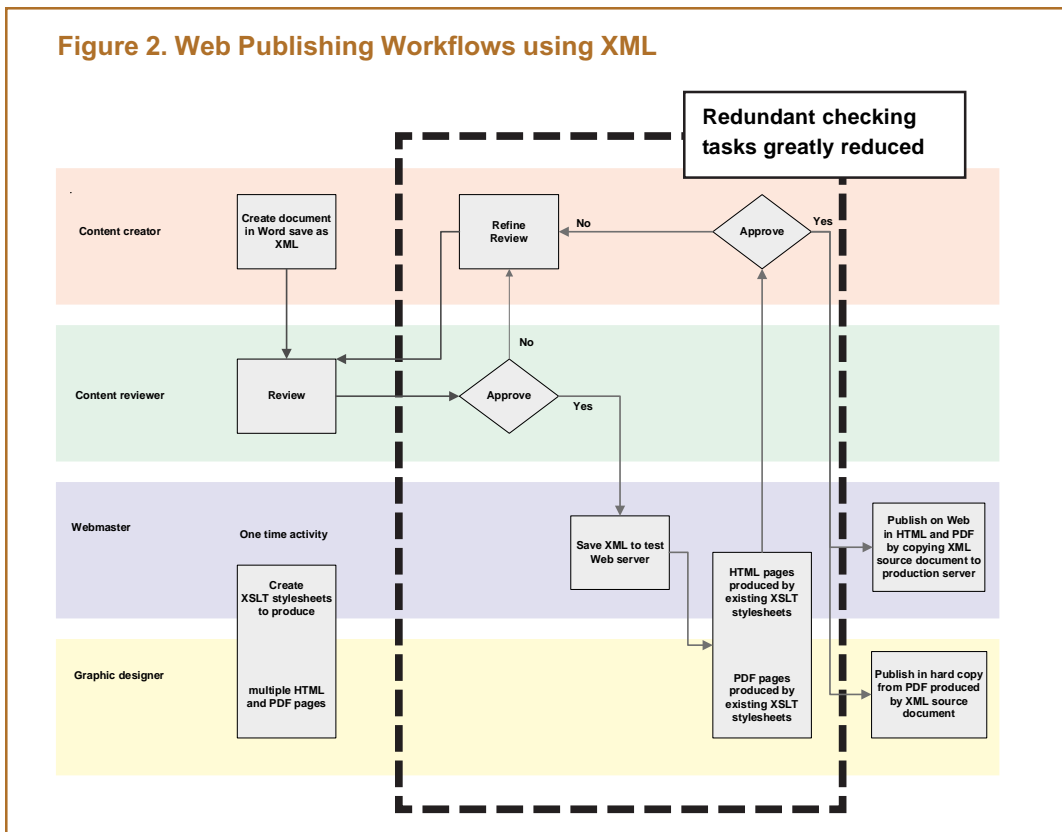 Figure 2. Web Publishing Workflows using XML
Redundant checking
tasks greatly reduced
Content creator
Create document
in Word save as
XML
Refine
Review
No
Approve
Yes
Content reviewer
Review
No
Approve
Yes
Webmaster
One time activity
Create
XSLT stylesheets
to produce
Save XML to test
Web server
HTML pages
produced by
existing XSLT
stylesheets
Publish on Web
in HTML and PDF
by copying XML
source document to
production server
Graphic designer
multiple HTML
and PDF pages
PDF pages
produced by
existing XSLT
stylesheets
Publish in hard copy
from PDF produced
by XML source
document